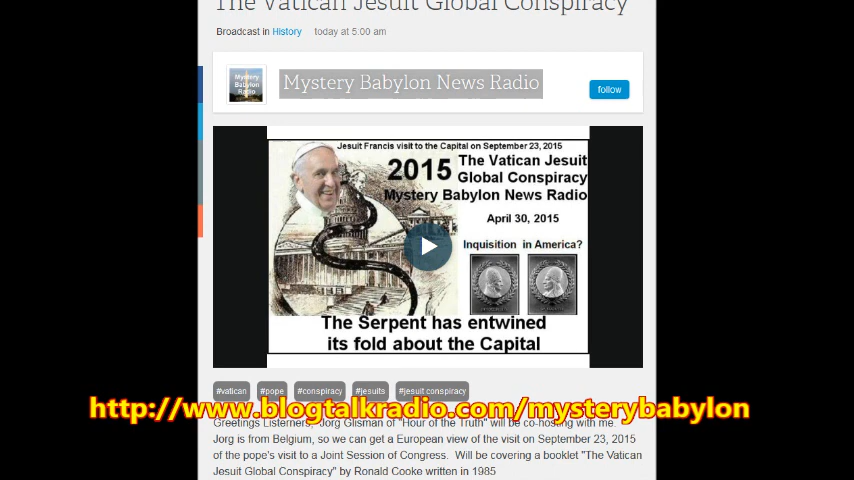 The Vatican Jesuit Global Conspiracy
Broadcast in History today at 5:00 am
Mystery
Babylon
Radio
Mystery Babylon News Radio
follow
Jesuit Francis visit to the Capital on September 23, 2015
2015 The Vatican Jesuit
Global Conspiracy
Mystery Babylon News Radio
April 30, 2015
Inquisition in America?
The Serpent has entwined
its fold about the Capital
#vatican #pope #conspiracy #jesuits #jesuit conspiracy
http://www.blogtalkradio.com/mysterybabylon
Greetings Listerners, Jorg Glisman of "Hour of the Truth" will be co-hosting with me.
Jorg is from Belgium, so we can get a European view of the visit on September 23, 2015
of the pope's visit to a Joint Session of Congress. Will be covering a booklet "The Vatican
Jesuit Global Conspiracy" by Ronald Cooke written in 1985